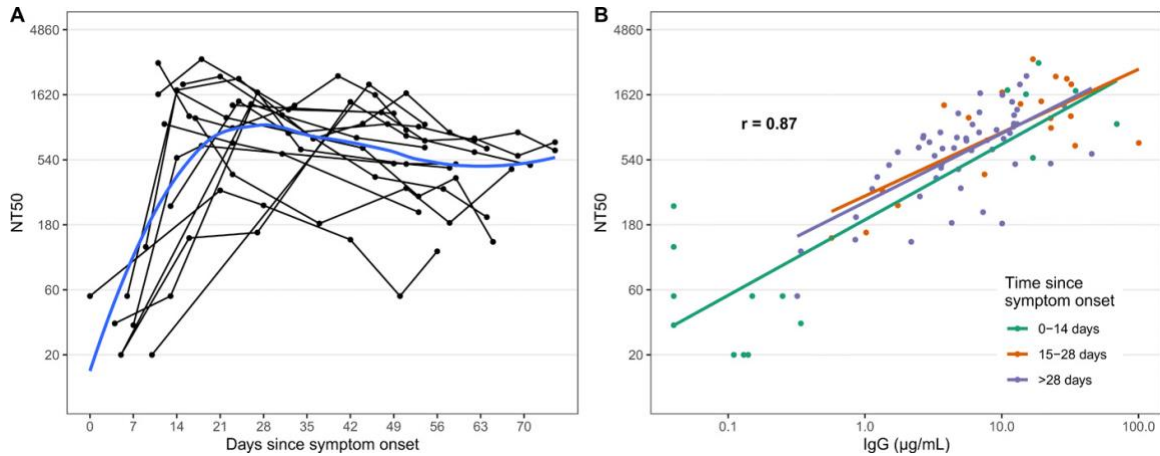 A
4860
1620
540
180
60
20
NT50
0 7 14 21 28 35 42 49 56 63 70
Days since symptom onset
B
4860
1620
540
180
60
20
NT50
r = 0.87
Time since
symptom onset
0−14 days
15−28 days
>28 days
0.1 1.0 10.0 100.0
IgG (µg/mL)